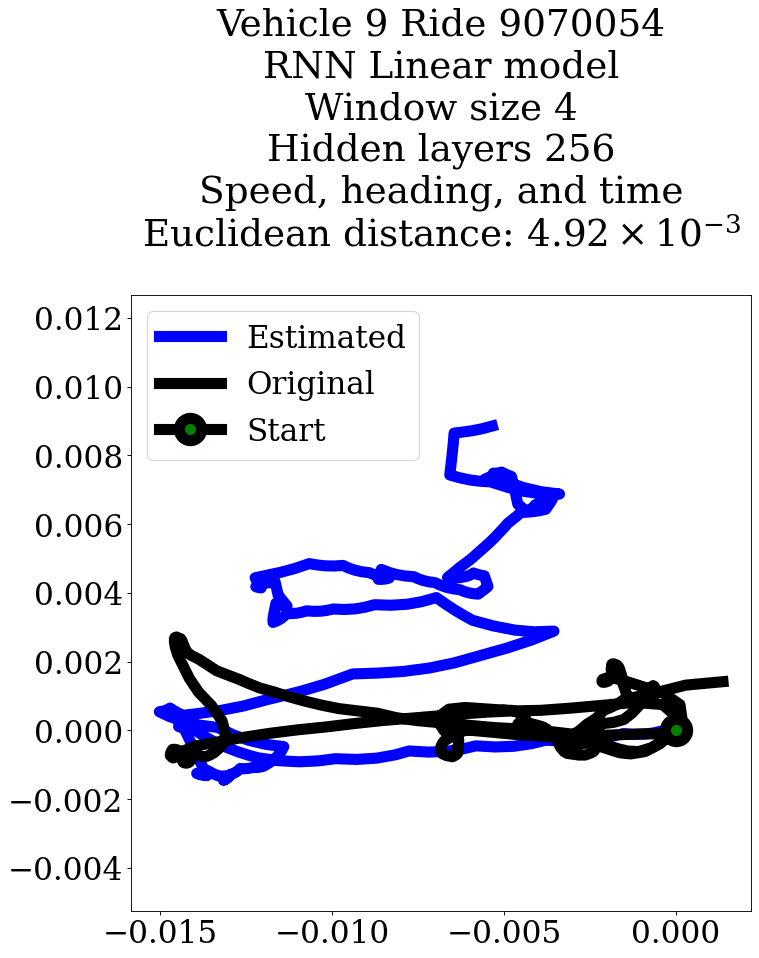 Vehicle 9 Ride 9070054
RNN Linear model
Window size 4
Hidden layers 256
Speed, heading, and time
Euclidean distance: 4.92 × 10⁻³
Estimated
Original
Start
0.012
0.010
0.008
0.006
0.004
0.002
0.000
−0.002
−0.004
−0.015 −0.010 −0.005 0.000